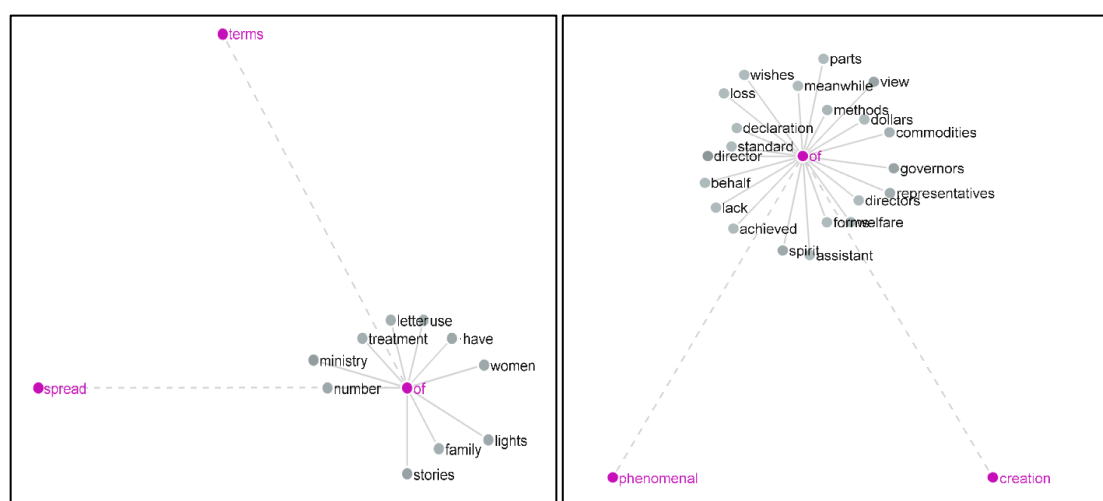 terms
letter
use
treatment
have
ministry
women
number
of
spread
lights
family
stories
parts
wishes
meanwhile
view
loss
methods
dollars
declaration
commodities
standard
director
of
governors
behalf
representatives
lack
directors
achieved
forms
welfare
spirit
assistant
phenomenal
creation